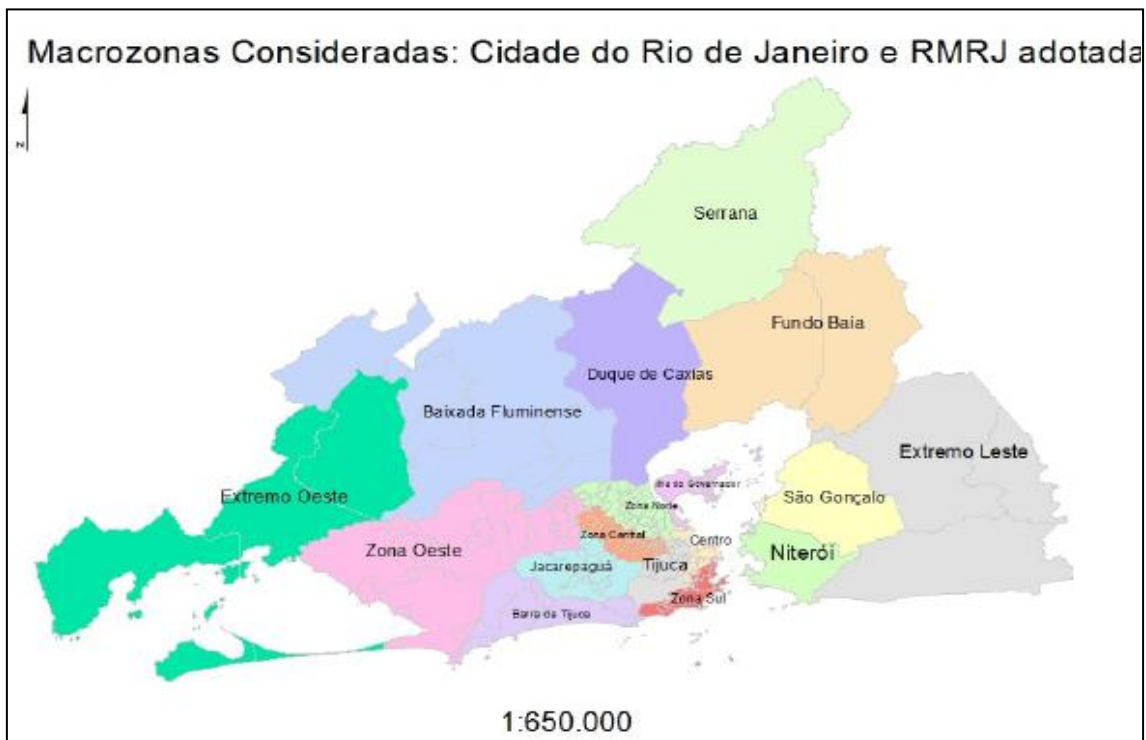 Macrozonas Consideradas: Cidade do Rio de Janeiro e RMRJ adotada
N
Serrana
Fundo Baía
Duque de Caxias
Baixada Fluminense
Extremo Leste
Ilha do Governador
Extremo Oeste
São Gonçalo
Zona Norte
Zona Central
Centro
Zona Oeste
Niterói
Jacarepaguá
Tijuca
Zona Sul
Barra da Tijuca
1:650.000